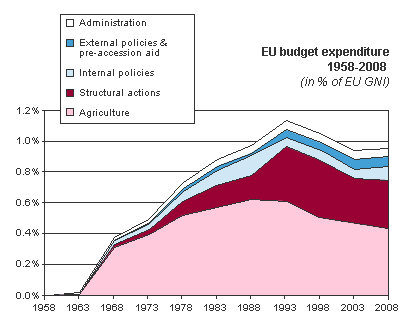 Administration
External policies &
pre-accession aid
Internal policies
Structural actions
Agriculture
EU budget expenditure
1958-2008
(in % of EU GNI)
1.2%
1.0%
0.8%
0.6%
0.4%
0.2%
0.0%
1958 1963 1968 1973 1978 1983 1988 1993 1998 2003 2008